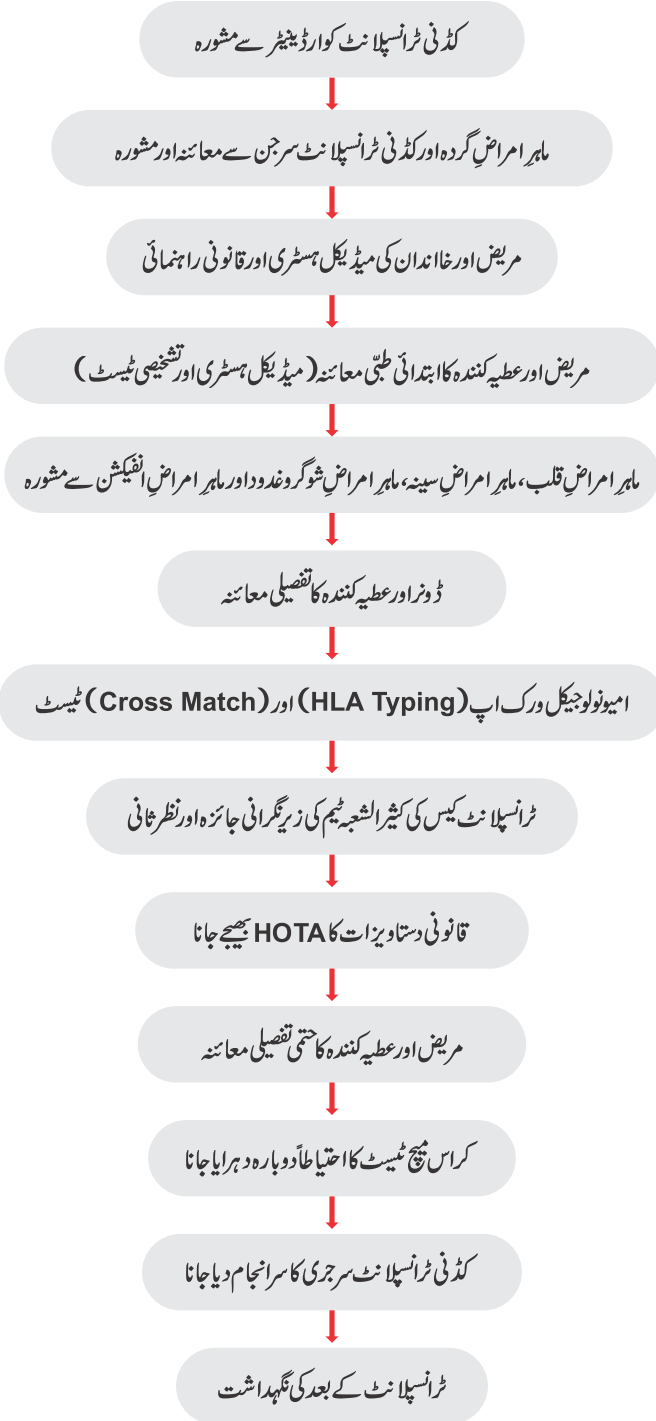 کڈنی ٹرانسپلانٹ کوارڈینیٹر سے مشورہ
ماہرِ امراضِ گردہ اور کڈنی ٹرانسپلانٹ سرجن سے معائنہ اور مشورہ
مریض اور خااندان کی میڈیکل ہسٹری اور قانونی راہنمائی
مریض اور عطیہ کنندہ کا ابتدائی طبّی معائنہ (میڈیکل ہسٹری اور تشخیصی ٹیسٹ)
ماہرِ امراضِ قلب، ماہرِ امراضِ سینہ، ماہرِ امراضِ شوگر وغدود اور ماہرِ امراضِ انفیکشن سے مشورہ
ڈونر اور عطیہ کنندہ کا تفصیلی معائنہ
امیونولوجیکل ورک اپ (HLA Typing) اور (Cross Match) ٹیسٹ
ٹرانسپلانٹ کیس کی کثیر الشعبہ ٹیم کی زیرِ نگرانی جائزہ اور نظر ثانی
قانونی دستاویزات کا HOTA بھیجے جانا
مریض اور عطیہ کنندہ کا حتمی تفصیلی معائنہ
کراس میچ ٹیسٹ کا احتیاطاً دوبارہ دہرایا جانا
کڈنی ٹرانسپلانٹ سرجری کا سرانجام دیا جانا
ٹرانسپلانٹ کے بعد کی نگہداشت